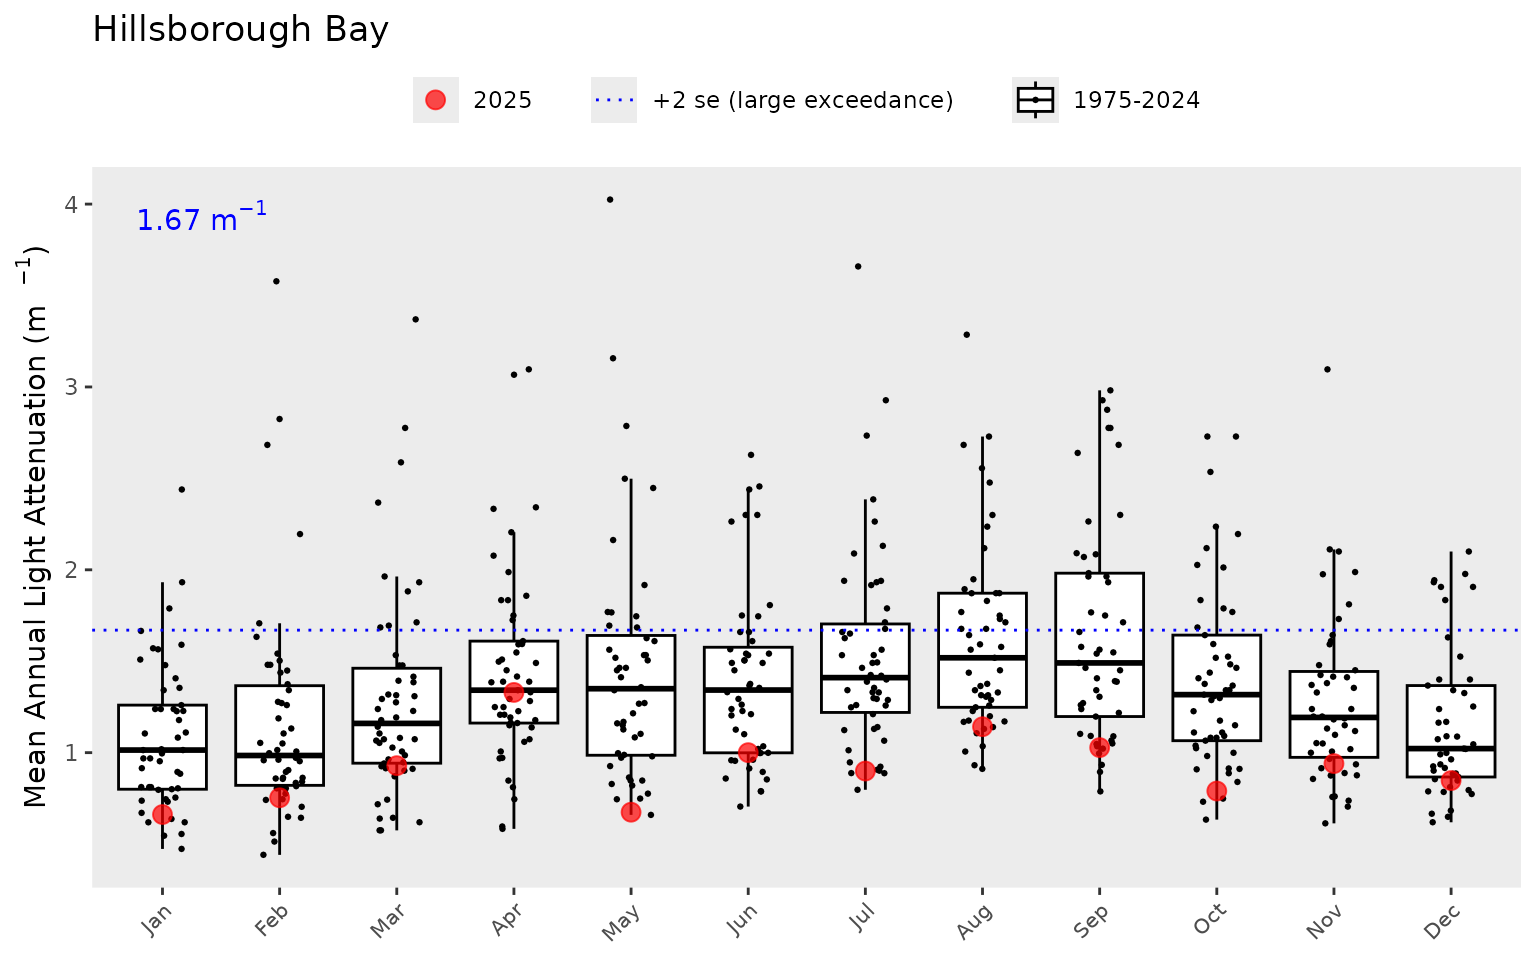 Hillsborough Bay
2025
+2 se (large exceedance)
1975-2024
Mean Annual Light Attenuation (m ⁻¹)
1.67 m⁻¹
4
3
2
1
Jan
Feb
Mar
Apr
May
Jun
Jul
Aug
Sep
Oct
Nov
Dec